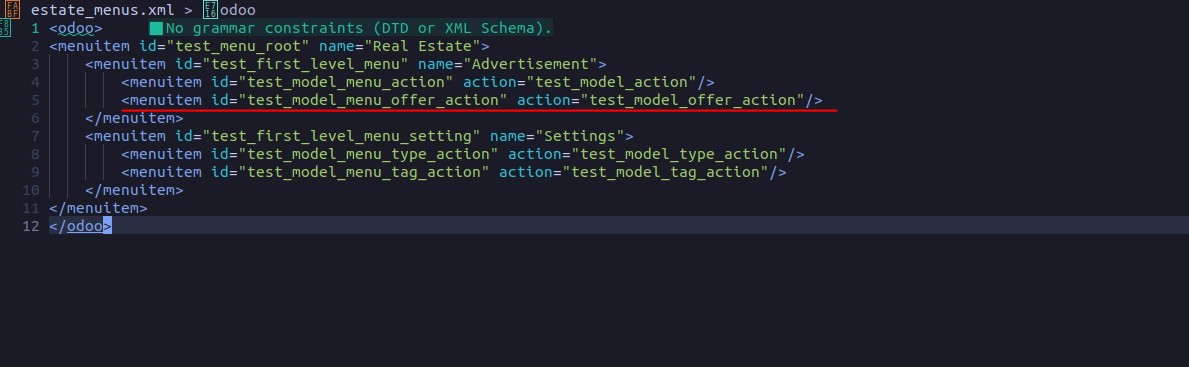 estate_menus.xml > odoo
1 <odoo> ■ No grammar constraints (DTD or XML Schema).
2 <menuitem id="test_menu_root" name="Real Estate">
3 <menuitem id="test_first_level_menu" name="Advertisement">
4 <menuitem id="test_model_menu_action" action="test_model_action"/>
5 <menuitem id="test_model_menu_offer_action" action="test_model_offer_action"/>
6 </menuitem>
7 <menuitem id="test_first_level_menu_setting" name="Settings">
8 <menuitem id="test_model_menu_type_action" action="test_model_type_action"/>
9 <menuitem id="test_model_menu_tag_action" action="test_model_tag_action"/>
10 </menuitem>
11 </menuitem>
12 </odoo>